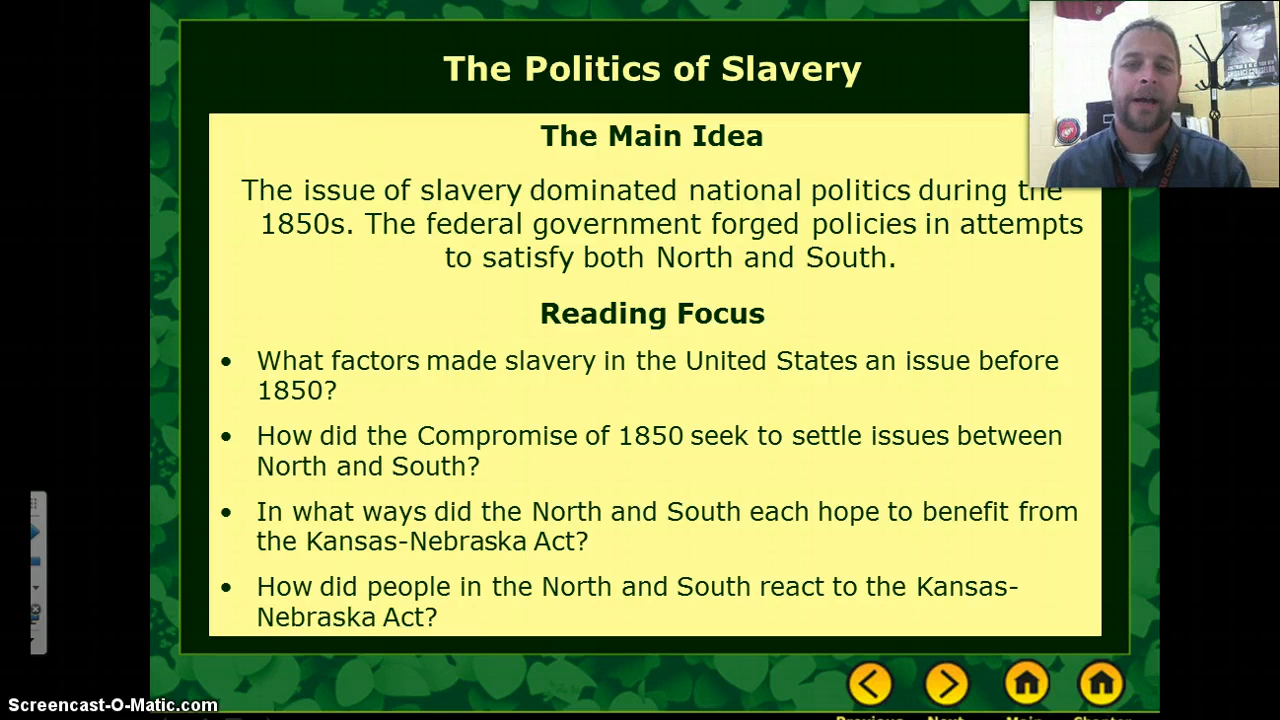 The Politics of Slavery
The Main Idea
The issue of slavery dominated national politics during the
1850s. The federal government forged policies in attempts
to satisfy both North and South.
Reading Focus
• What factors made slavery in the United States an issue before
1850?
• How did the Compromise of 1850 seek to settle issues between
North and South?
• In what ways did the North and South each hope to benefit from
the Kansas-Nebraska Act?
• How did people in the North and South react to the Kansas-
Nebraska Act?
Screencast-O-Matic.com
Previous Next Main Chapter